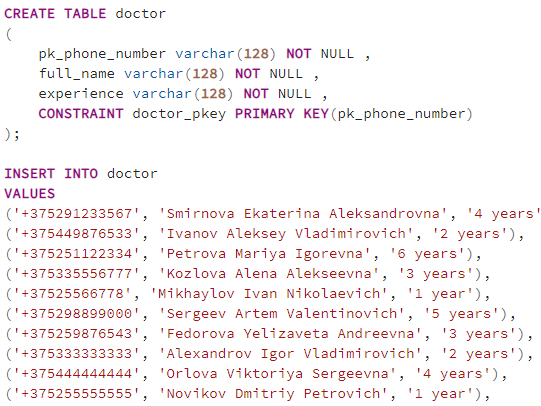 CREATE TABLE doctor
(
    pk_phone_number varchar(128) NOT NULL ,
    full_name varchar(128) NOT NULL ,
    experience varchar(128) NOT NULL ,
    CONSTRAINT doctor_pkey PRIMARY KEY(pk_phone_number)
);

INSERT INTO doctor
VALUES
('+375291233567', 'Smirnova Ekaterina Aleksandrovna', '4 years'
('+375449876533', 'Ivanov Aleksey Vladimirovich', '2 years'),
('+375251122334', 'Petrova Mariya Igorevna', '6 years'),
('+375335556777', 'Kozlova Alena Alekseevna', '3 years'),
('+37525566778', 'Mikhaylov Ivan Nikolaevich', '1 year'),
('+375298899000', 'Sergeev Artem Valentinovich', '5 years'),
('+375259876543', 'Fedorova Yelizaveta Andreevna', '3 years'),
('+375333333333', 'Alexandrov Igor Vladimirovich', '2 years'),
('+375444444444', 'Orlova Viktoriya Sergeevna', '4 years'),
('+375255555555', 'Novikov Dmitriy Petrovich', '1 year'),